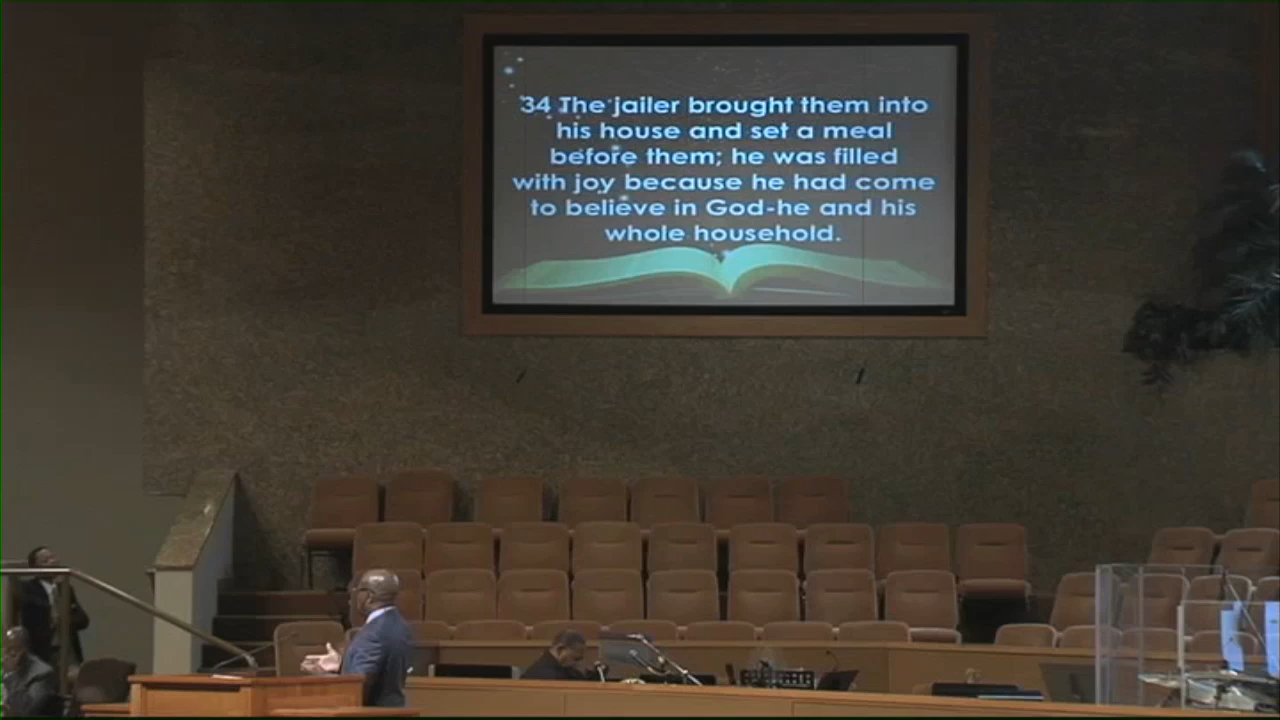 34 The jailer brought them into
his house and set a meal
before them; he was filled
with joy because he had come
to believe in God-he and his
whole household.